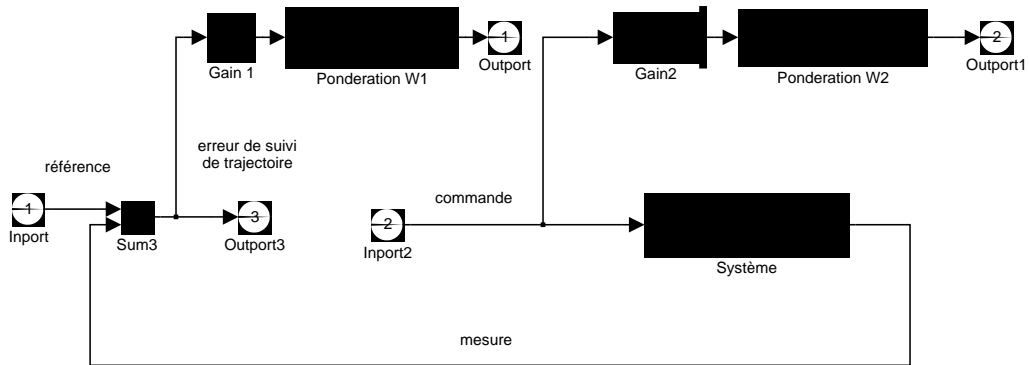 1
2
Gain 1
Ponderation W1
Outport
Gain2
Ponderation W2
Outport1
erreur de suivi
de trajectoire
référence
commande
1
3
2
Inport
Sum3
Outport3
Inport2
Système
mesure